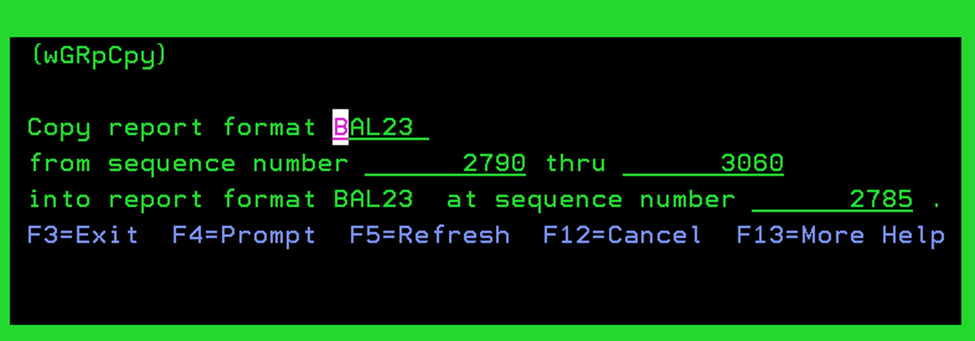 (wGRpCpy)
Copy report format BAL23
from sequence number 2790 thru 3060
into report format BAL23 at sequence number 2785 .
F3=Exit F4=Prompt F5=Refresh F12=Cancel F13=More Help